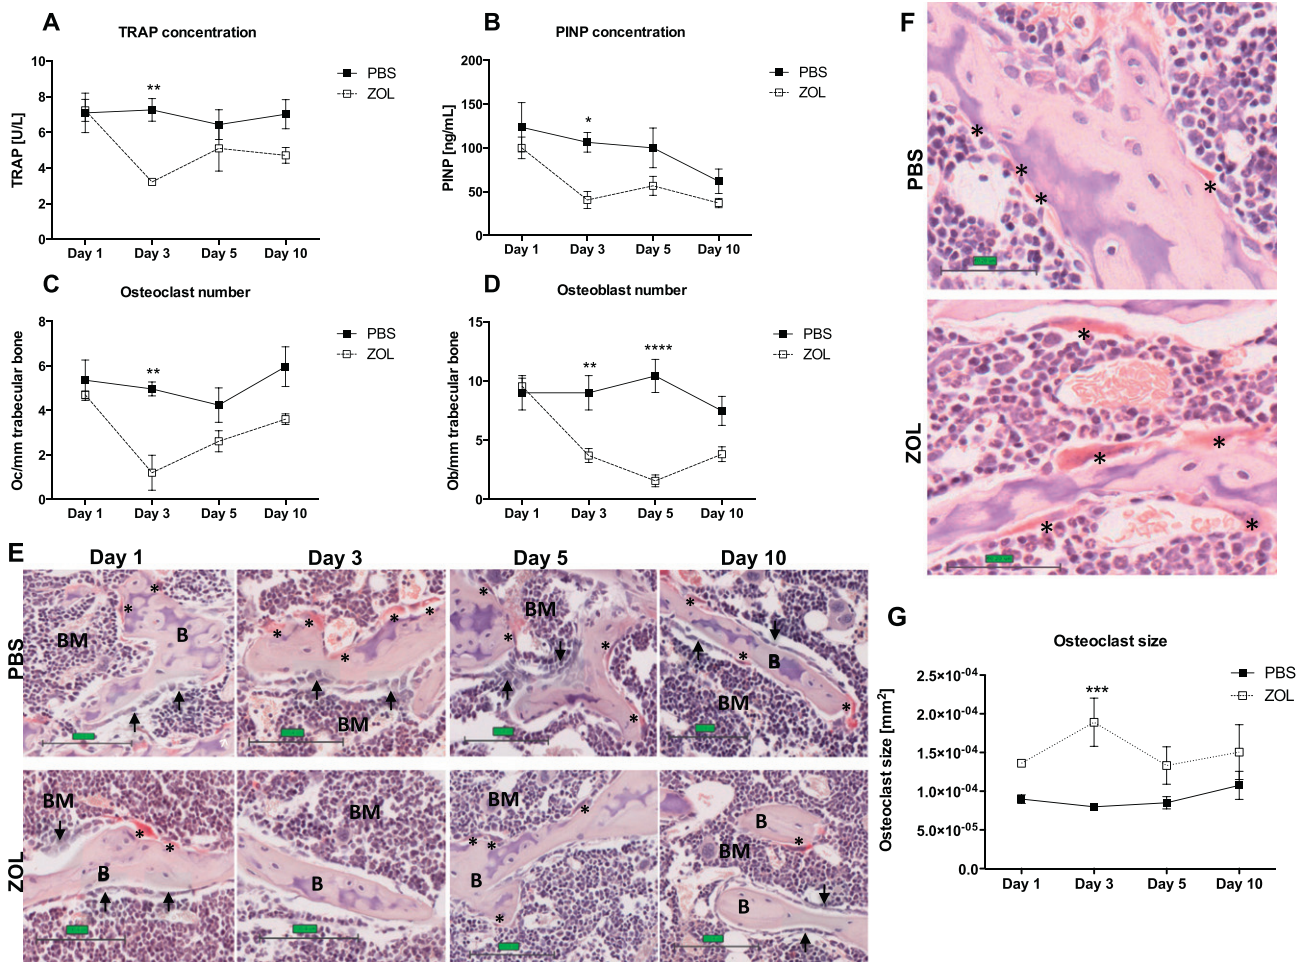 A
TRAP concentration
TRAP [U/L]
10
8
6
4
2
0
**
PBS
ZOL
Day 1 Day 3 Day 5 Day 10
B
PINP concentration
PINP [ng/mL]
200
150
100
50
0
*
PBS
ZOL
Day 1 Day 3 Day 5 Day 10
C
Osteoclast number
Oc/mm trabecular bone
8
6
4
2
0
**
PBS
ZOL
Day 1 Day 3 Day 5 Day 10
D
Osteoblast number
Ob/mm trabecular bone
15
10
5
0
** ****
PBS
ZOL
Day 1 Day 3 Day 5 Day 10
E
Day 1 Day 3 Day 5 Day 10
PBS
* *
BM B
* * * *
BM
* * * *
BM
* * *
B
BM
ZOL
BM
* *
B
BM
B
BM
* * *
B
*
B
*
BM
B
F
PBS
* * * *
ZOL
* * * * *
G
Osteoclast size
Osteoclast size [mm²]
2.5×10-04
2.0×10-04
1.5×10-04
1.0×10-04
5.0×10-05
0.0
***
PBS
ZOL
Day 1 Day 3 Day 5 Day 10